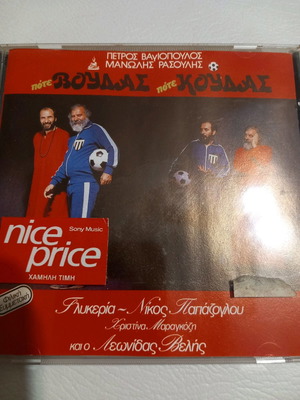 ΠΕΤΡΟΣ ΒΑΓΙΟΠΟΥΛΟΣ
ΜΑΝΩΛΗΣ ΡΑΣΟΥΛΗΣ
πότε ΒΟΥΔΑΣ πότε ΚΟΥΔΑΣ
nice
price
Sony Music
ΧΑΜΗΛΗ ΤΙΜΗ
Γλυκερία ~ Νίκος Παπάζογλου
Χριστίνα Μαραγκόζη
και ο Λεωνίδας Βελής